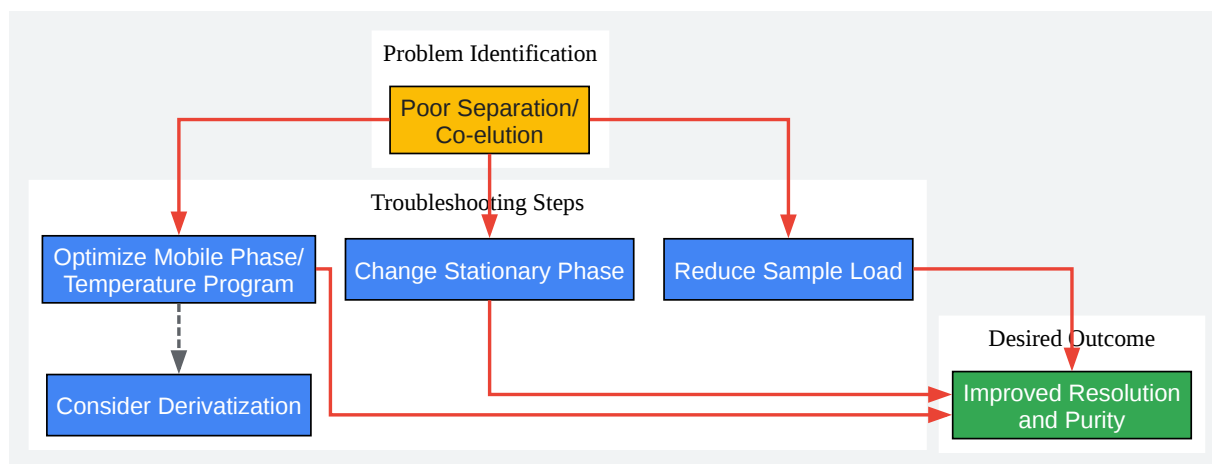 Problem Identification
Poor Separation/
Co-elution
Troubleshooting Steps
Optimize Mobile Phase/
Temperature Program
Change Stationary Phase
Reduce Sample Load
Consider Derivatization
Desired Outcome
Improved Resolution
and Purity